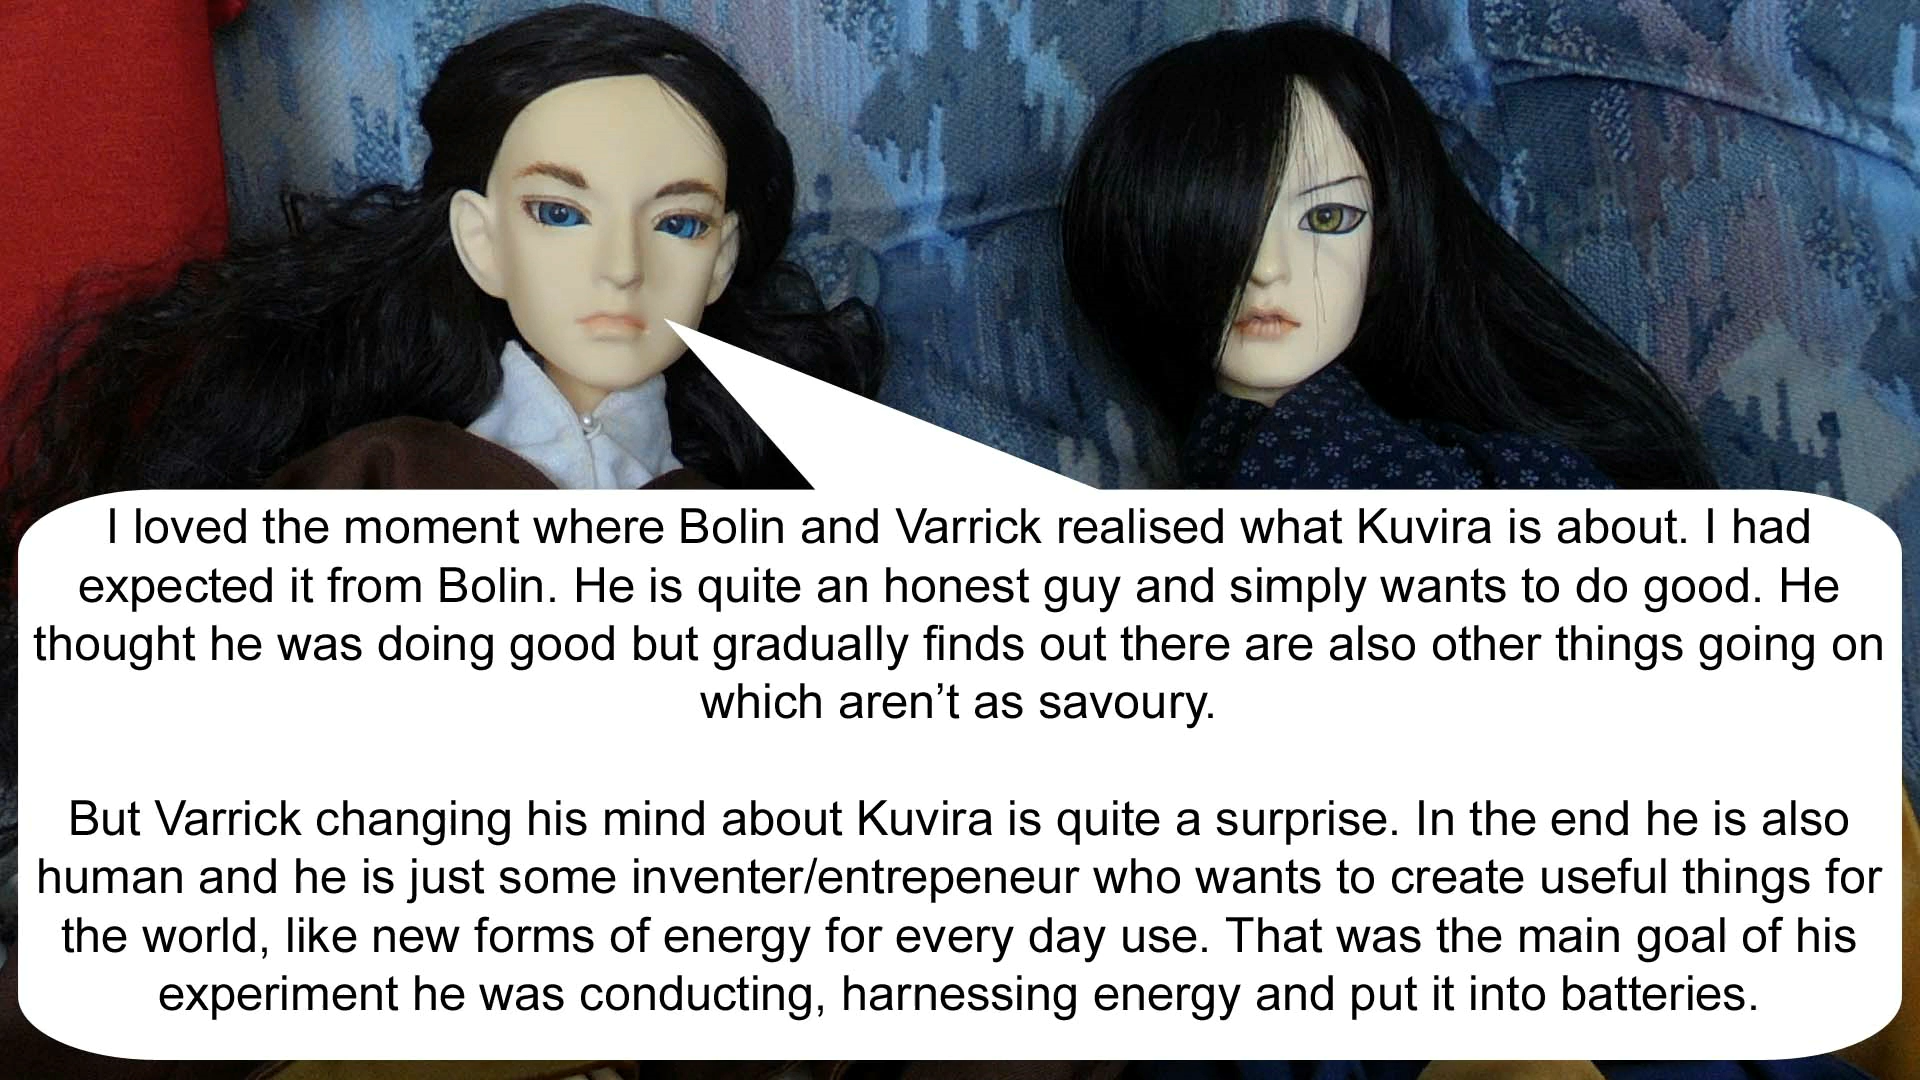 I loved the moment where Bolin and Varrick realised what Kuvira is about. I had
expected it from Bolin. He is quite an honest guy and simply wants to do good. He
thought he was doing good but gradually finds out there are also other things going on
which aren’t as savoury.
But Varrick changing his mind about Kuvira is quite a surprise. In the end he is also
human and he is just some inventer/entrepeneur who wants to create useful things for
the world, like new forms of energy for every day use. That was the main goal of his
experiment he was conducting, harnessing energy and put it into batteries.